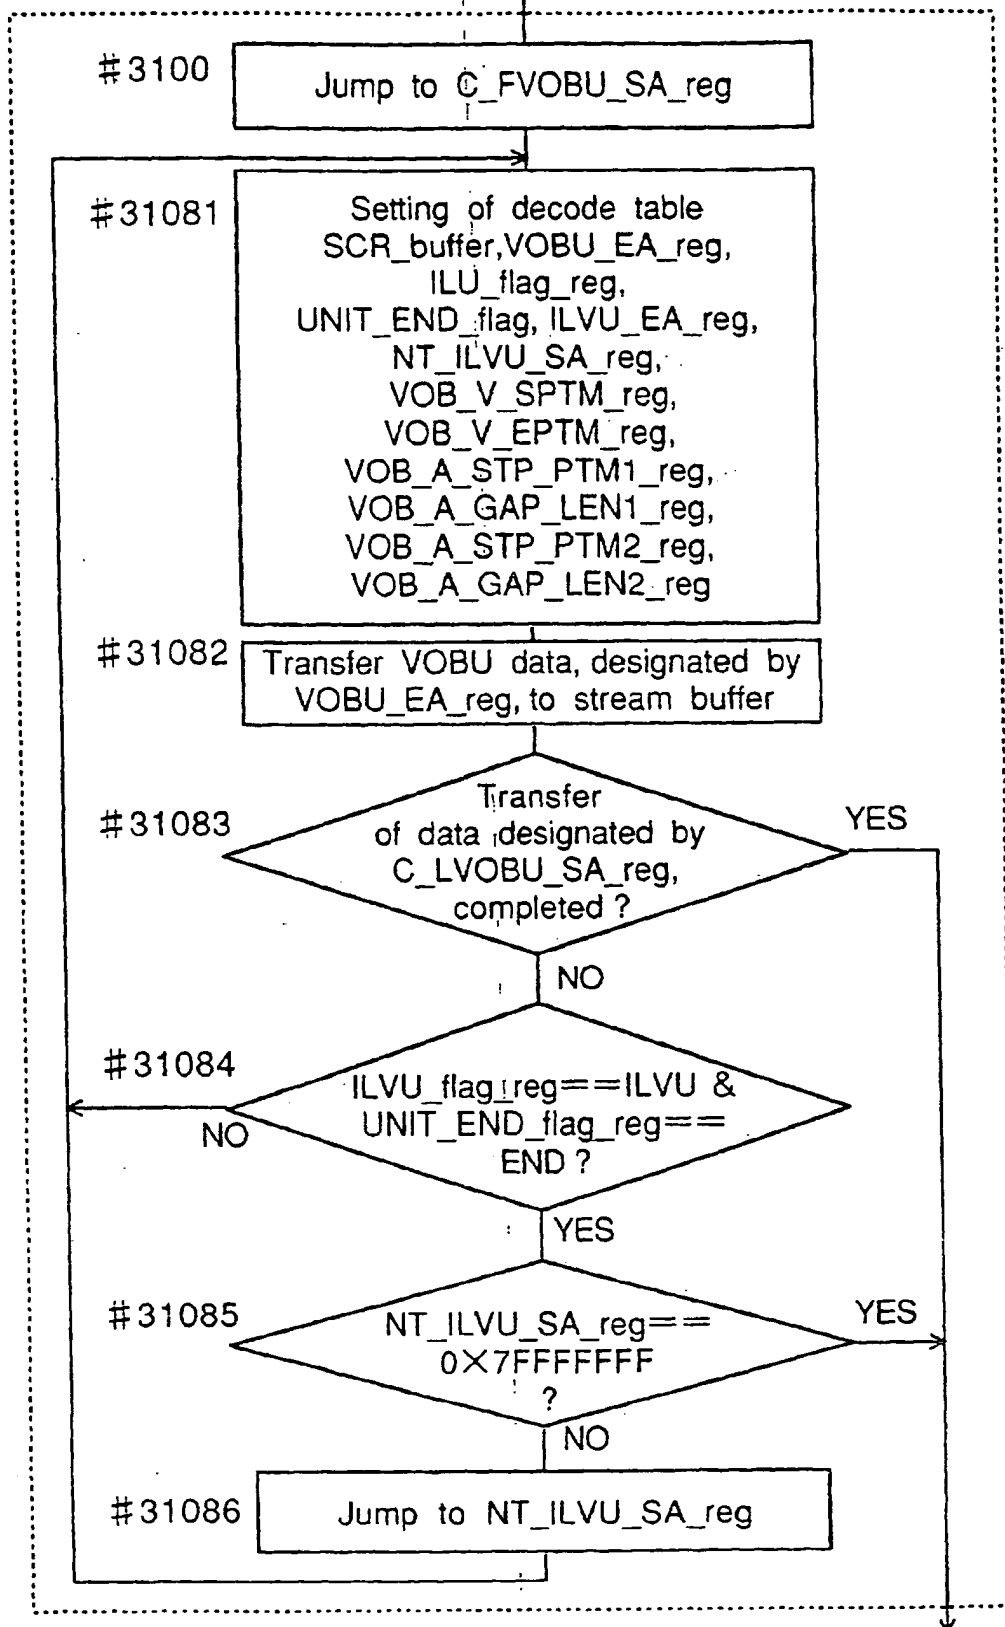 #3100
Jump to C_FVOBU_SA_reg
#31081
Setting of decode table
SCR_buffer,VOBU_EA_reg,
ILU_flag_reg,
UNIT_END_flag, ILVU_EA_reg,
NT_ILVU_SA_reg,
VOB_V_SPTM_reg,
VOB_V_EPTM_reg,
VOB_A_STP_PTM1_reg,
VOB_A_GAP_LEN1_reg,
VOB_A_STP_PTM2_reg,
VOB_A_GAP_LEN2_reg
#31082
Transfer VOBU data, designated by
VOBU_EA_reg, to stream buffer
#31083
Transfer
of data designated by
C_LVOBU_SA_reg,
completed ?
YES
NO
#31084
ILVU_flag_reg==ILVU &
UNIT_END_flag_reg==
END ?
NO
YES
#31085
NT_ILVU_SA_reg==
0×7FFFFFFF
?
YES
NO
#31086
Jump to NT_ILVU_SA_reg